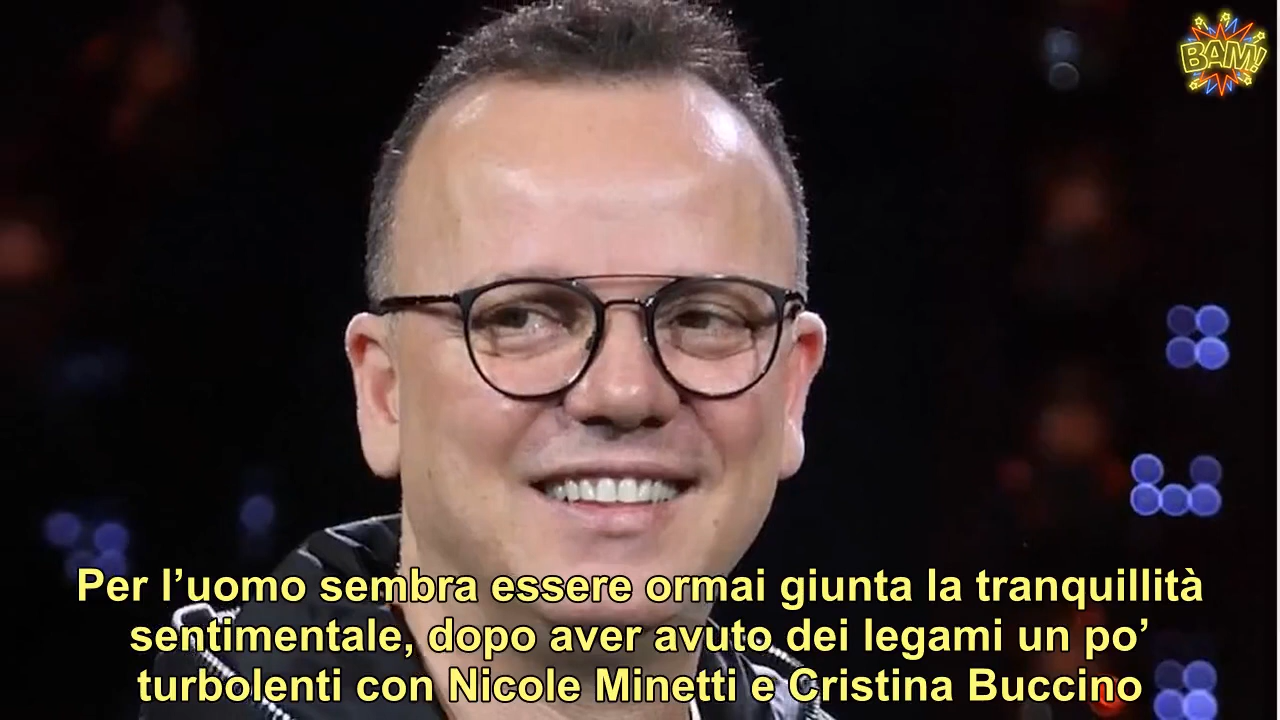 BAM!
Per l’uomo sembra essere ormai giunta la tranquillità
sentimentale, dopo aver avuto dei legami un po’
turbolenti con Nicole Minetti e Cristina Buccino